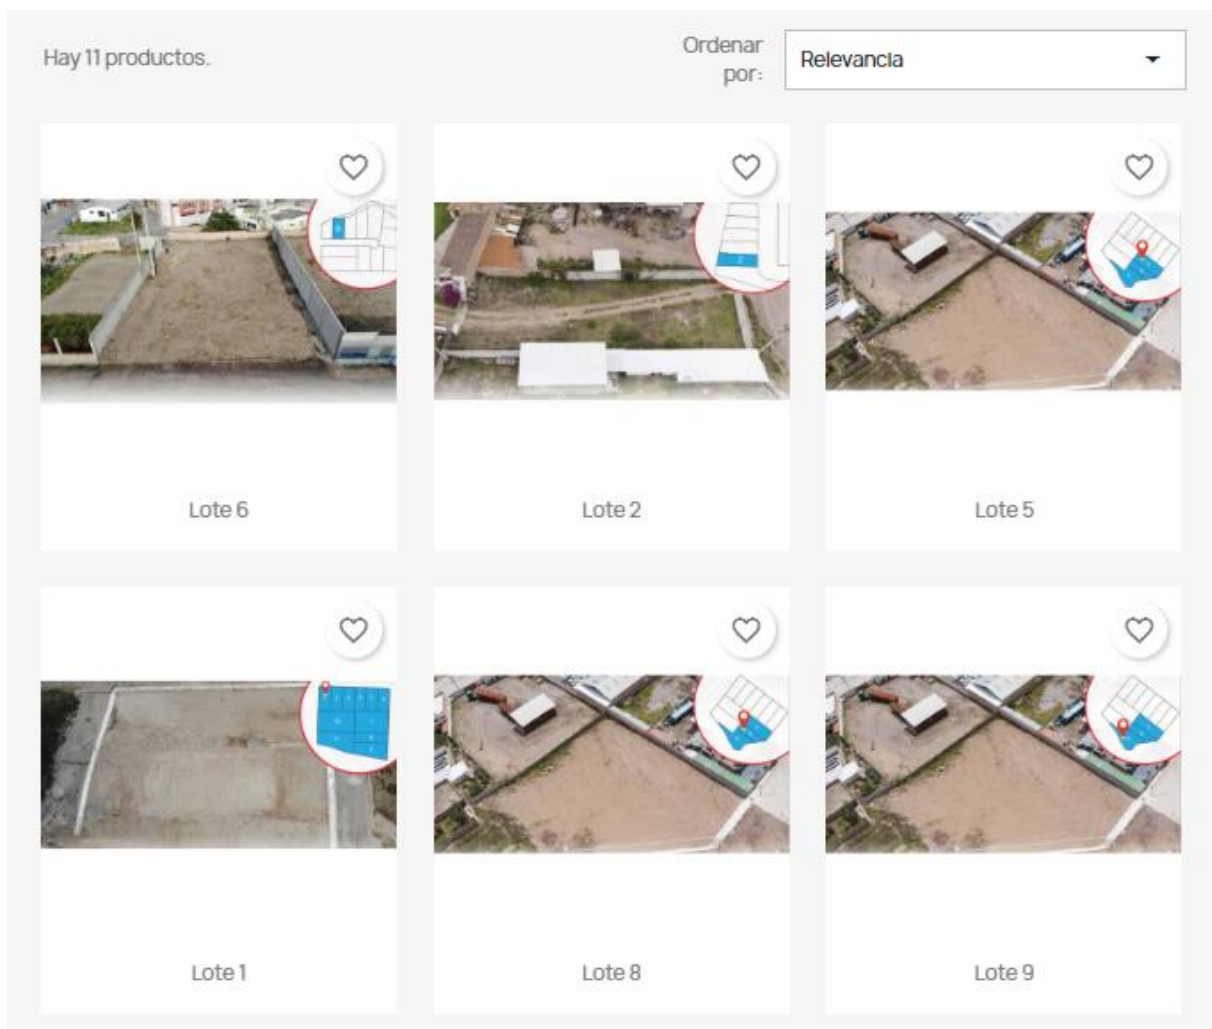 Hay 11 productos.
Ordenar
por:
Relevancia
Lote 6
Lote 2
Lote 5
Lote 1
Lote 8
Lote 9